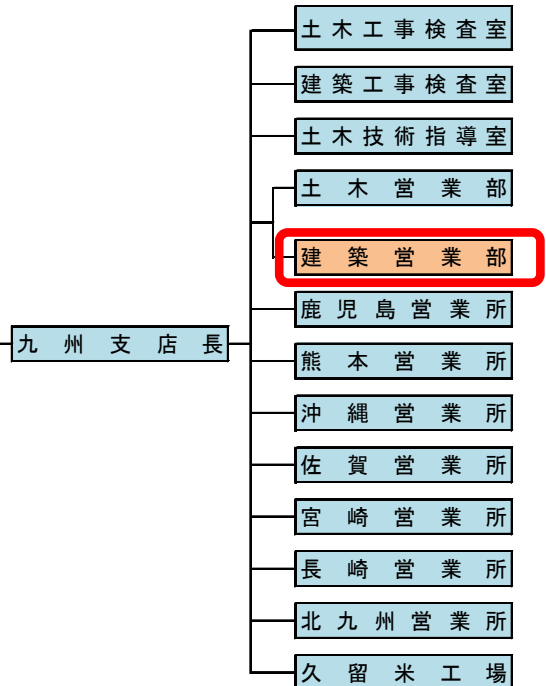 土木工事検査室
建築工事検査室
土木技術指導室
土木営業部
建築営業部
鹿児島営業所
九州支店長
熊本営業所
沖縄営業所
佐賀営業所
宮崎営業所
長崎営業所
北九州営業所
久留米工場